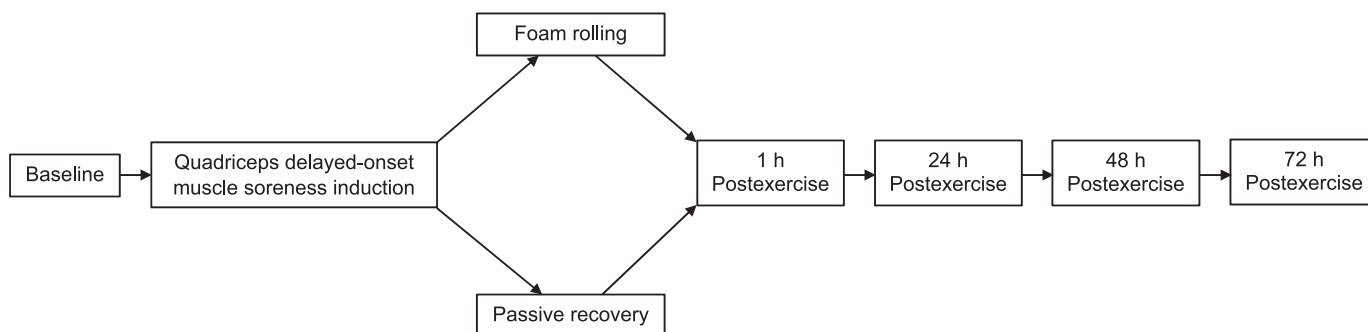 Foam rolling
Baseline
Quadriceps delayed-onset
muscle soreness induction
1 h
Postexercise
24 h
Postexercise
48 h
Postexercise
72 h
Postexercise
Passive recovery